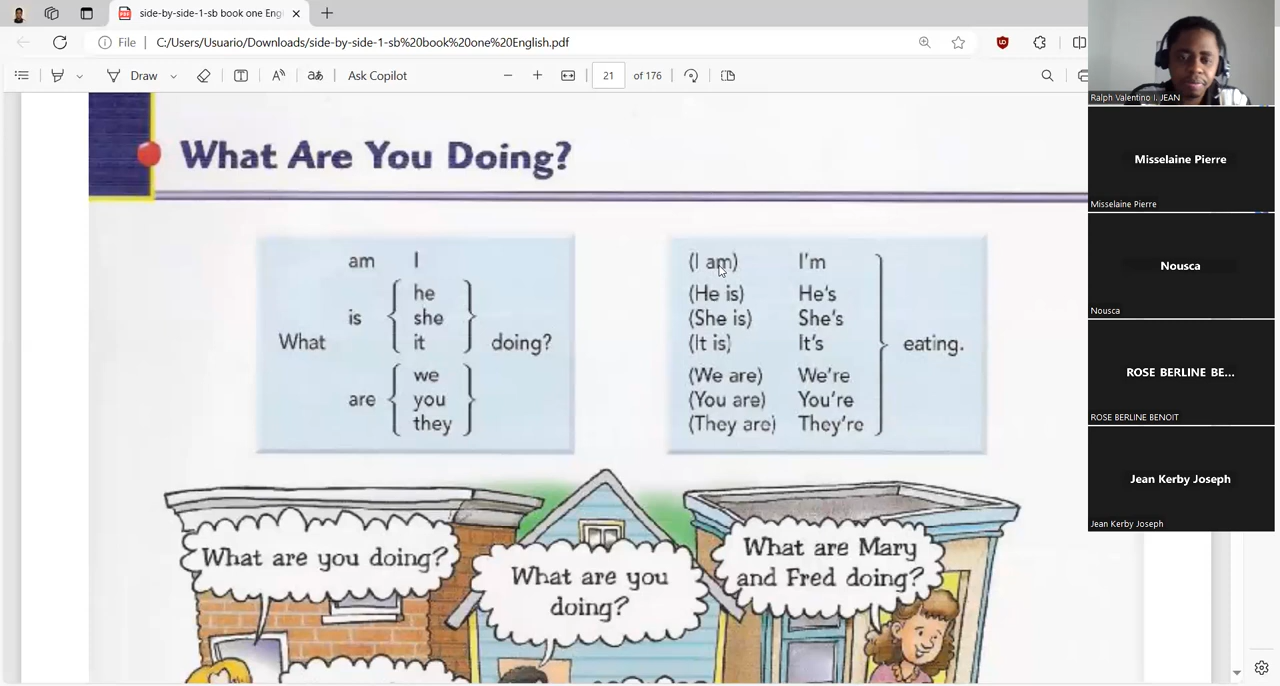 side-by-side-1-sb book one Engl
File
C:/Users/Usuario/Downloads/side-by-side-1-sb%20book%20one%20English.pdf
Draw
Ask Copilot
21
of 176
What Are You Doing?
am I
he
is she
it
What doing?
we
are you
they
(I am) I'm
(He is) He's
(She is) She's
(It is) It's
eating.
(We are) We're
(You are) You're
(They are) They're
What are you doing?
What are you
doing?
What are Mary
and Fred doing?
Ralph Valentino I. JEAN
Misselaine Pierre
Misselaine Pierre
Nousca
Nousca
ROSE BERLINE BE...
ROSE BERLINE BENOIT
Jean Kerby Joseph
Jean Kerby Joseph